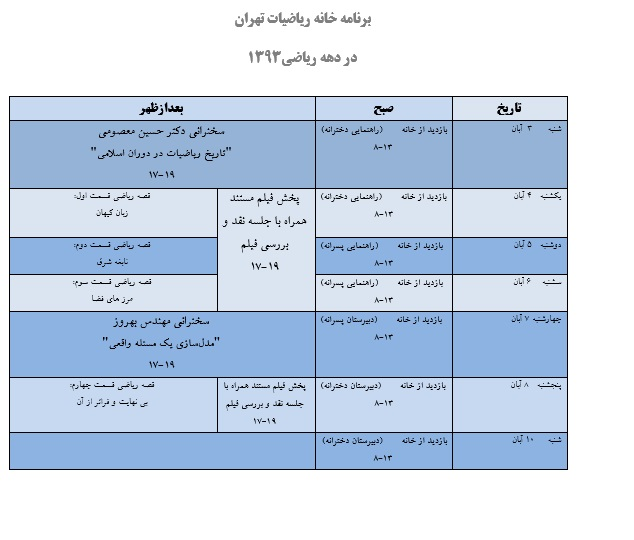 برنامه خانه ریاضیات تهران
در دهه ریاضی۱۳۹۳
تاریخ
صبح
بعدازظهر
شنبه ۳ آبان
بازدید از خانه (راهنمایی دخترانه)
۸-۱۳
سخنرانی دکتر حسین معصومی
"تاریخ ریاضیات در دوران اسلامی"
۱۷-۱۹
یکشنبه ۴ آبان
بازدید از خانه (راهنمایی دخترانه)
۸-۱۳
پخش فیلم مستند
همراه با جلسه نقد و
بررسی فیلم
۱۷-۱۹
قصه ریاضی قسمت اول:
زبان کیهان
دوشنبه ۵ آبان
بازدید از خانه (راهنمایی پسرانه)
۸-۱۳
قصه ریاضی قسمت دوم:
نابغه شرق
سشنبه ۶ آبان
بازدید از خانه (راهنمایی پسرانه)
۸-۱۳
قصه ریاضی قسمت سوم:
مرز های فضا
چهارشنبه ۷ آبان
بازدید از خانه (دبیرستان پسرانه)
۸-۱۳
سخنرانی مهندس بهروز
"مدل‌سازی یک مسئله واقعی"
۱۷-۱۹
پنجشنبه ۸ آبان
بازدید از خانه (دبیرستان دخترانه)
۸-۱۳
پخش فیلم مستند همراه با
جلسه نقد و بررسی فیلم
۱۷-۱۹
قصه ریاضی قسمت چهارم:
بی نهایت و فراتر از آن
شنبه ۱۰ آبان
بازدید از خانه (دبیرستان دخترانه)
۸-۱۳